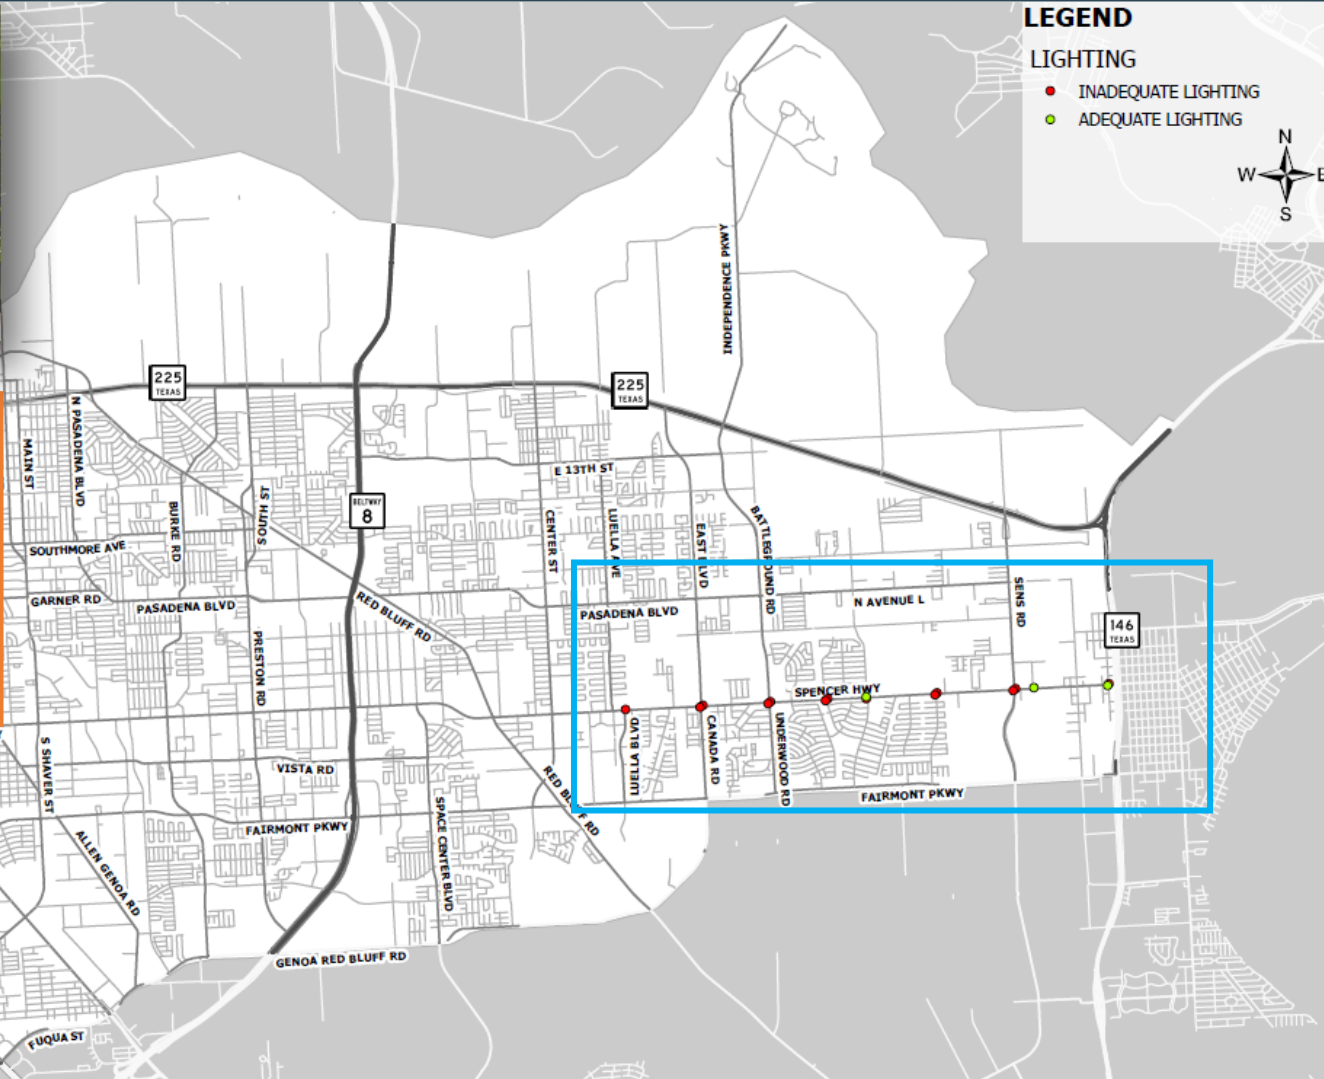 LEGEND
LIGHTING
INADEQUATE LIGHTING
ADEQUATE LIGHTING
N
W
E
S
INDEPENDENCE PKWY
225
TEXAS
225
TEXAS
N PASADENA BLVD
MAIN ST
E 13TH ST
BELTWAY
8
BURKE RD
SOUTH ST
CENTER ST
LUELLA AVE
EAST BLVD
BATTLEGROUND RD
SOUTHMORE AVE
GARNER RD
PASADENA BLVD
RED BLUFF RD
PASADENA BLVD
N AVENUE L
SENS RD
146
TEXAS
PRESTON RD
SPENCER HWY
LUELLA BLVD
CANADA RD
UNDERWOOD RD
S SHAVER ST
VISTA RD
RED BLUFF RD
FAIRMONT PKWY
FAIRMONT PKWY
SPACE CENTER BLVD
ALLEN GENOA RD
GENOA RED BLUFF RD
FUQUA ST